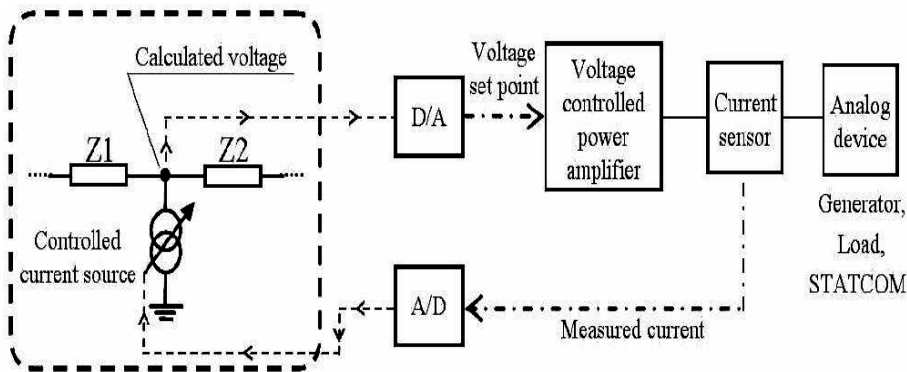 Calculated voltage
Z1
Z2
Controlled
current source
D/A
Voltage
set point
Voltage
controlled
power
amplifier
Current
sensor
Analog
device
Generator,
Load,
STATCOM
A/D
Measured current